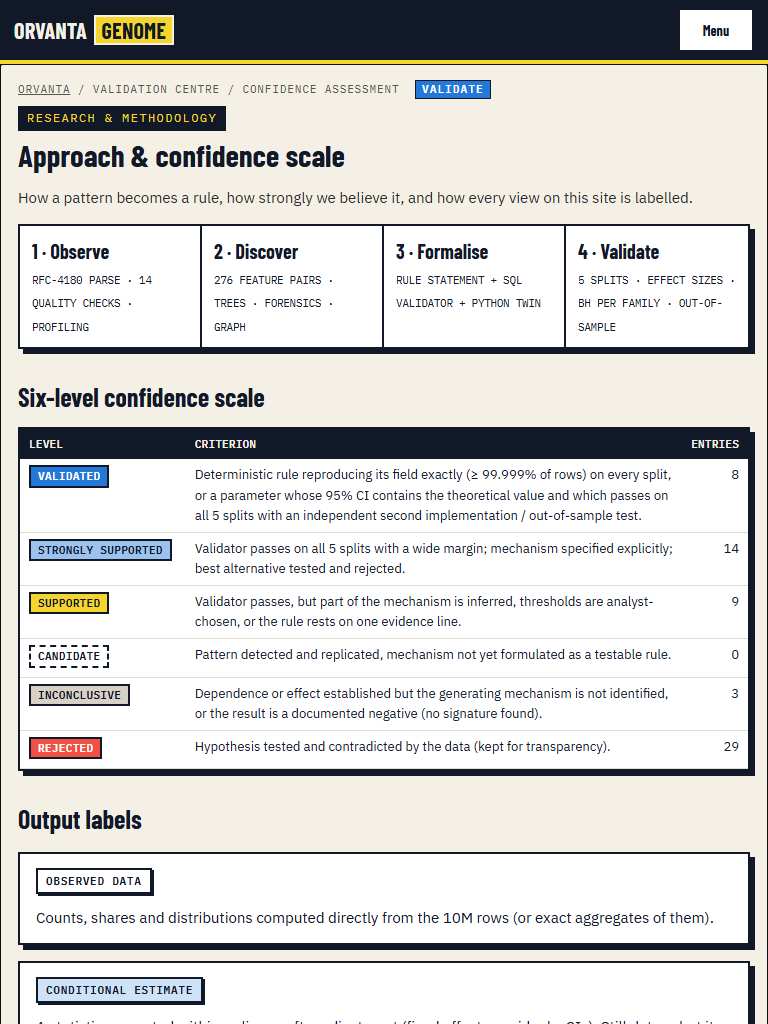 ORVANTA GENOME
Menu
ORVANTA / VALIDATION CENTRE / CONFIDENCE ASSESSMENT VALIDATE
RESEARCH & METHODOLOGY
Approach & confidence scale
How a pattern becomes a rule, how strongly we believe it, and how every view on this site is labelled.
1 · Observe
RFC-4180 PARSE · 14
QUALITY CHECKS ·
PROFILING
2 · Discover
276 FEATURE PAIRS ·
TREES · FORENSICS ·
GRAPH
3 · Formalise
RULE STATEMENT + SQL
VALIDATOR + PYTHON TWIN
4 · Validate
5 SPLITS · EFFECT SIZES ·
BH PER FAMILY · OUT-OF-
SAMPLE
Six-level confidence scale
LEVEL CRITERION ENTRIES
VALIDATED Deterministic rule reproducing its field exactly (≥ 99.999% of rows) on every split, 8
or a parameter whose 95% CI contains the theoretical value and which passes on
all 5 splits with an independent second implementation / out-of-sample test.
STRONGLY SUPPORTED Validator passes on all 5 splits with a wide margin; mechanism specified explicitly; 14
best alternative tested and rejected.
SUPPORTED Validator passes, but part of the mechanism is inferred, thresholds are analyst- 9
chosen, or the rule rests on one evidence line.
CANDIDATE Pattern detected and replicated, mechanism not yet formulated as a testable rule. 0
INCONCLUSIVE Dependence or effect established but the generating mechanism is not identified, 3
or the result is a documented negative (no signature found).
REJECTED Hypothesis tested and contradicted by the data (kept for transparency). 29
Output labels
OBSERVED DATA
Counts, shares and distributions computed directly from the 10M rows (or exact aggregates of them).
CONDITIONAL ESTIMATE